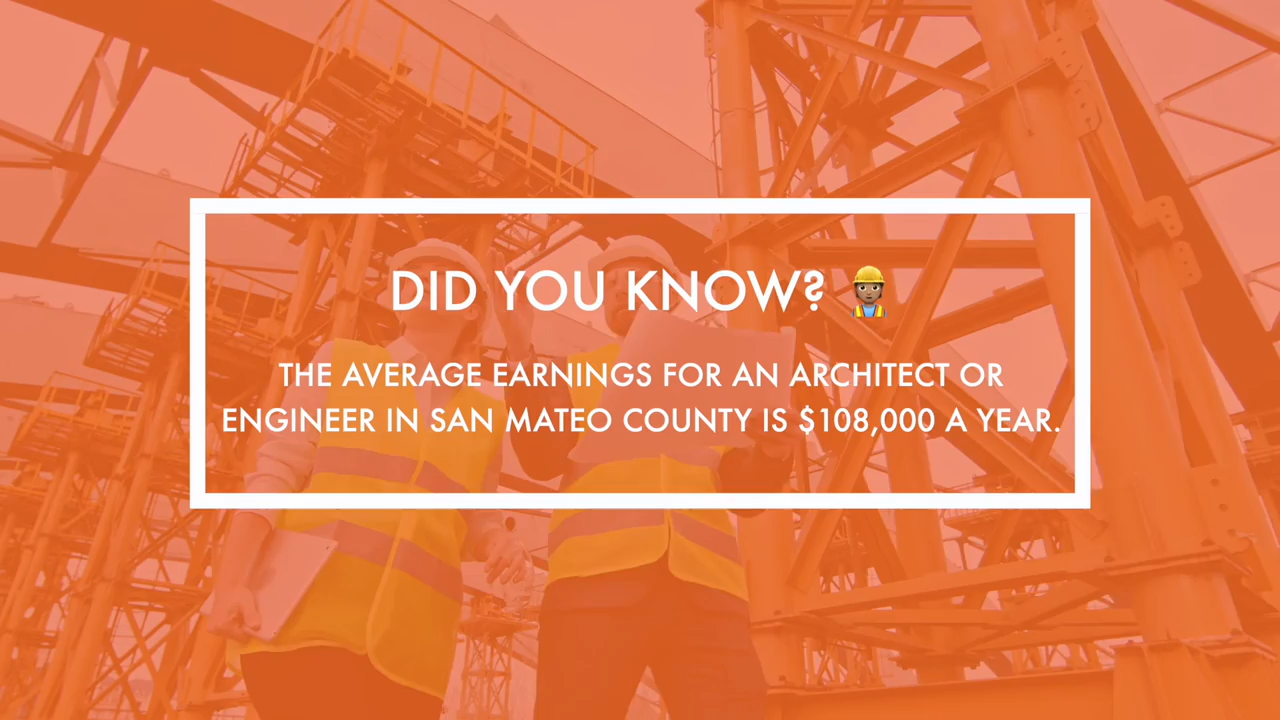 DID YOU KNOW? 👷🏽
THE AVERAGE EARNINGS FOR AN ARCHITECT OR
ENGINEER IN SAN MATEO COUNTY IS $108,000 A YEAR.